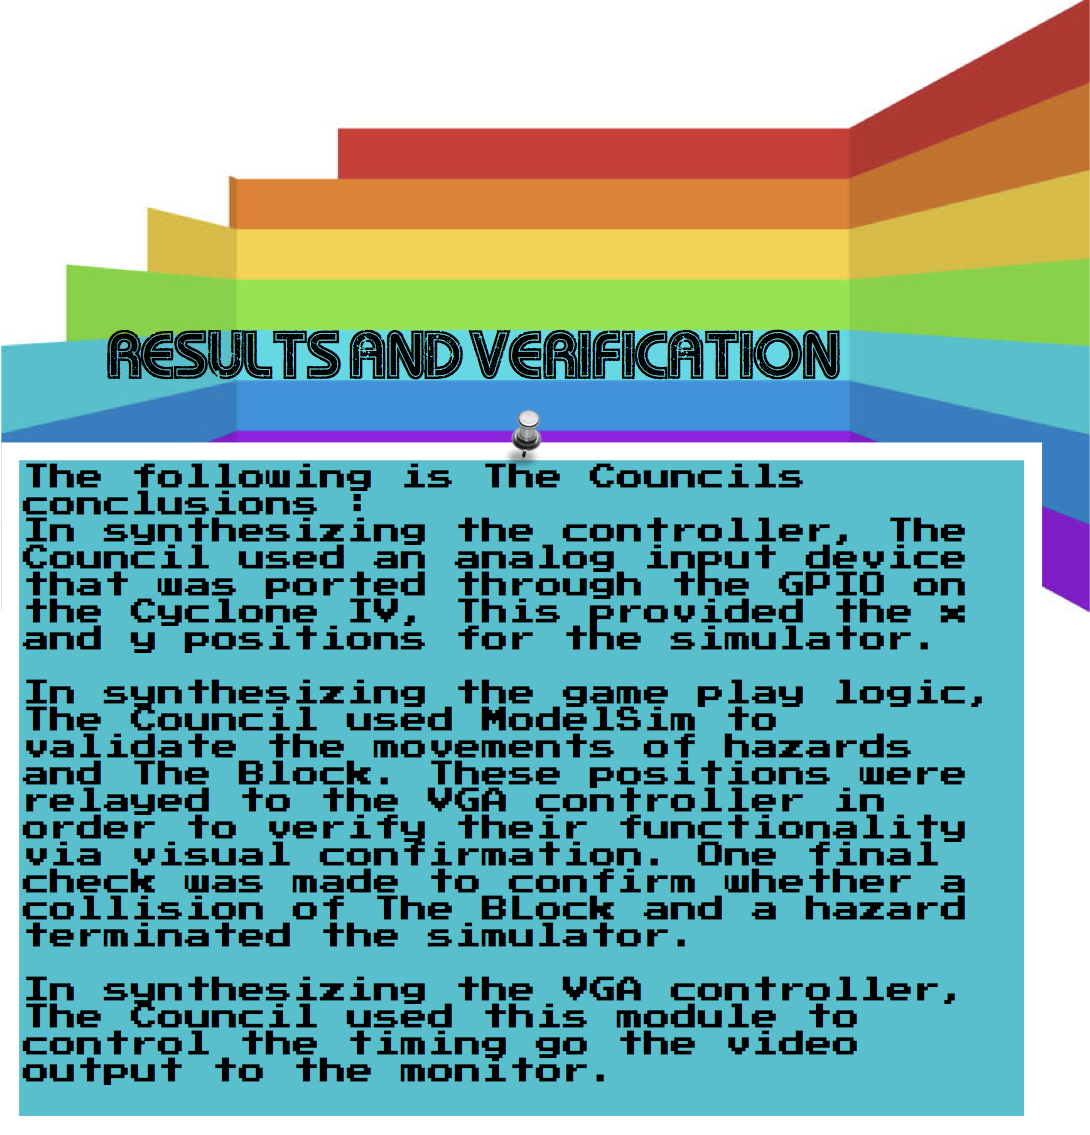 RESULTS AND VERIFICATION
The following is The Councils
conclusions :
In synthesizing the controller, The
Council used an analog input device
that was ported through the GPIO on
the Cyclone IV, This provided the x
and y positions for the simulator.
In synthesizing the game play logic,
The Council used ModelSim to
validate the movements of hazards
and The Block. These positions were
relayed to the VGA controller in
order to verify their functionality
via visual confirmation. One final
check was made to confirm whether a
collision of The BLock and a hazard
terminated the simulator.
In synthesizing the VGA controller,
The Council used this module to
control the timing go the video
output to the monitor.